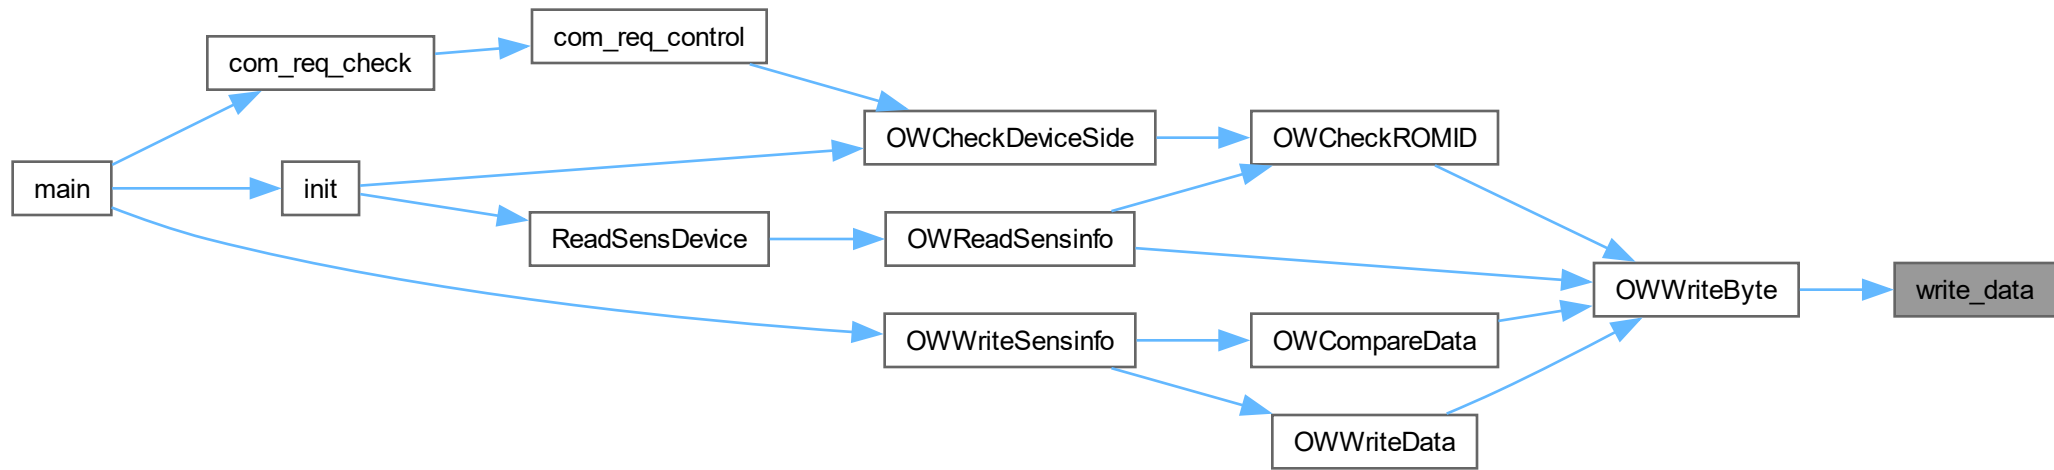 com_req_control
com_req_check
OWCheckDeviceSide
OWCheckROMID
main
init
ReadSensDevice
OWReadSensinfo
OWWriteByte
write_data
OWWriteSensinfo
OWCompareData
OWWriteData